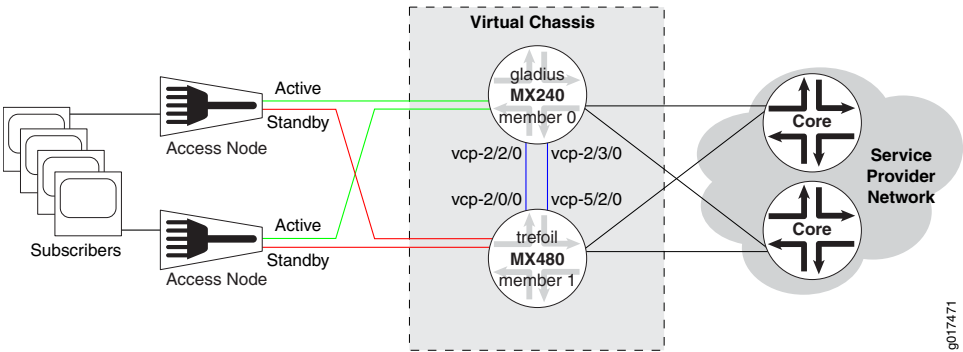 Virtual Chassis
gladius
MX240
member 0
Active
Standby
Access Node
Core
vcp-2/2/0
vcp-2/3/0
Service
Provider
Network
vcp-2/0/0
vcp-5/2/0
Active
Standby
Access Node
Subscribers
trefoil
MX480
member 1
Core
g017471